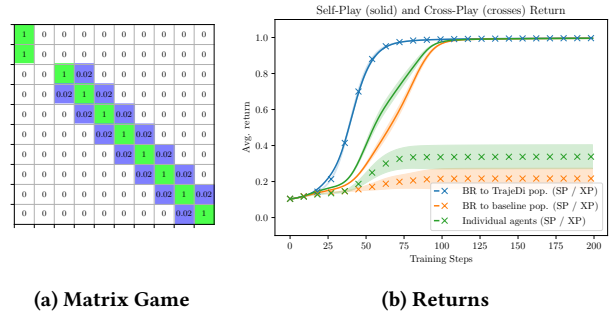 1 0 0 0 0 0 0 0 0 0
1 0 0 0 0 0 0 0 0 0
0 0 1 0.02 0 0 0 0 0 0
0 0 0.02 1 0.02 0 0 0 0 0
0 0 0 0.02 1 0.02 0 0 0 0
0 0 0 0 0.02 1 0.02 0 0 0
0 0 0 0 0 0.02 1 0.02 0 0
0 0 0 0 0 0 0.02 1 0.02 0
0 0 0 0 0 0 0 0.02 1 0.02
0 0 0 0 0 0 0 0 0.02 1
(a) Matrix Game
Self-Play (solid) and Cross-Play (crosses) Return
Avg. return
1.0
0.8
0.6
0.4
0.2
0.0
BR to TrajeDi pop. (SP / XP)
BR to baseline pop. (SP / XP)
Individual agents (SP / XP)
0 25 50 75 100 125 150 175 200
Training Steps
(b) Returns